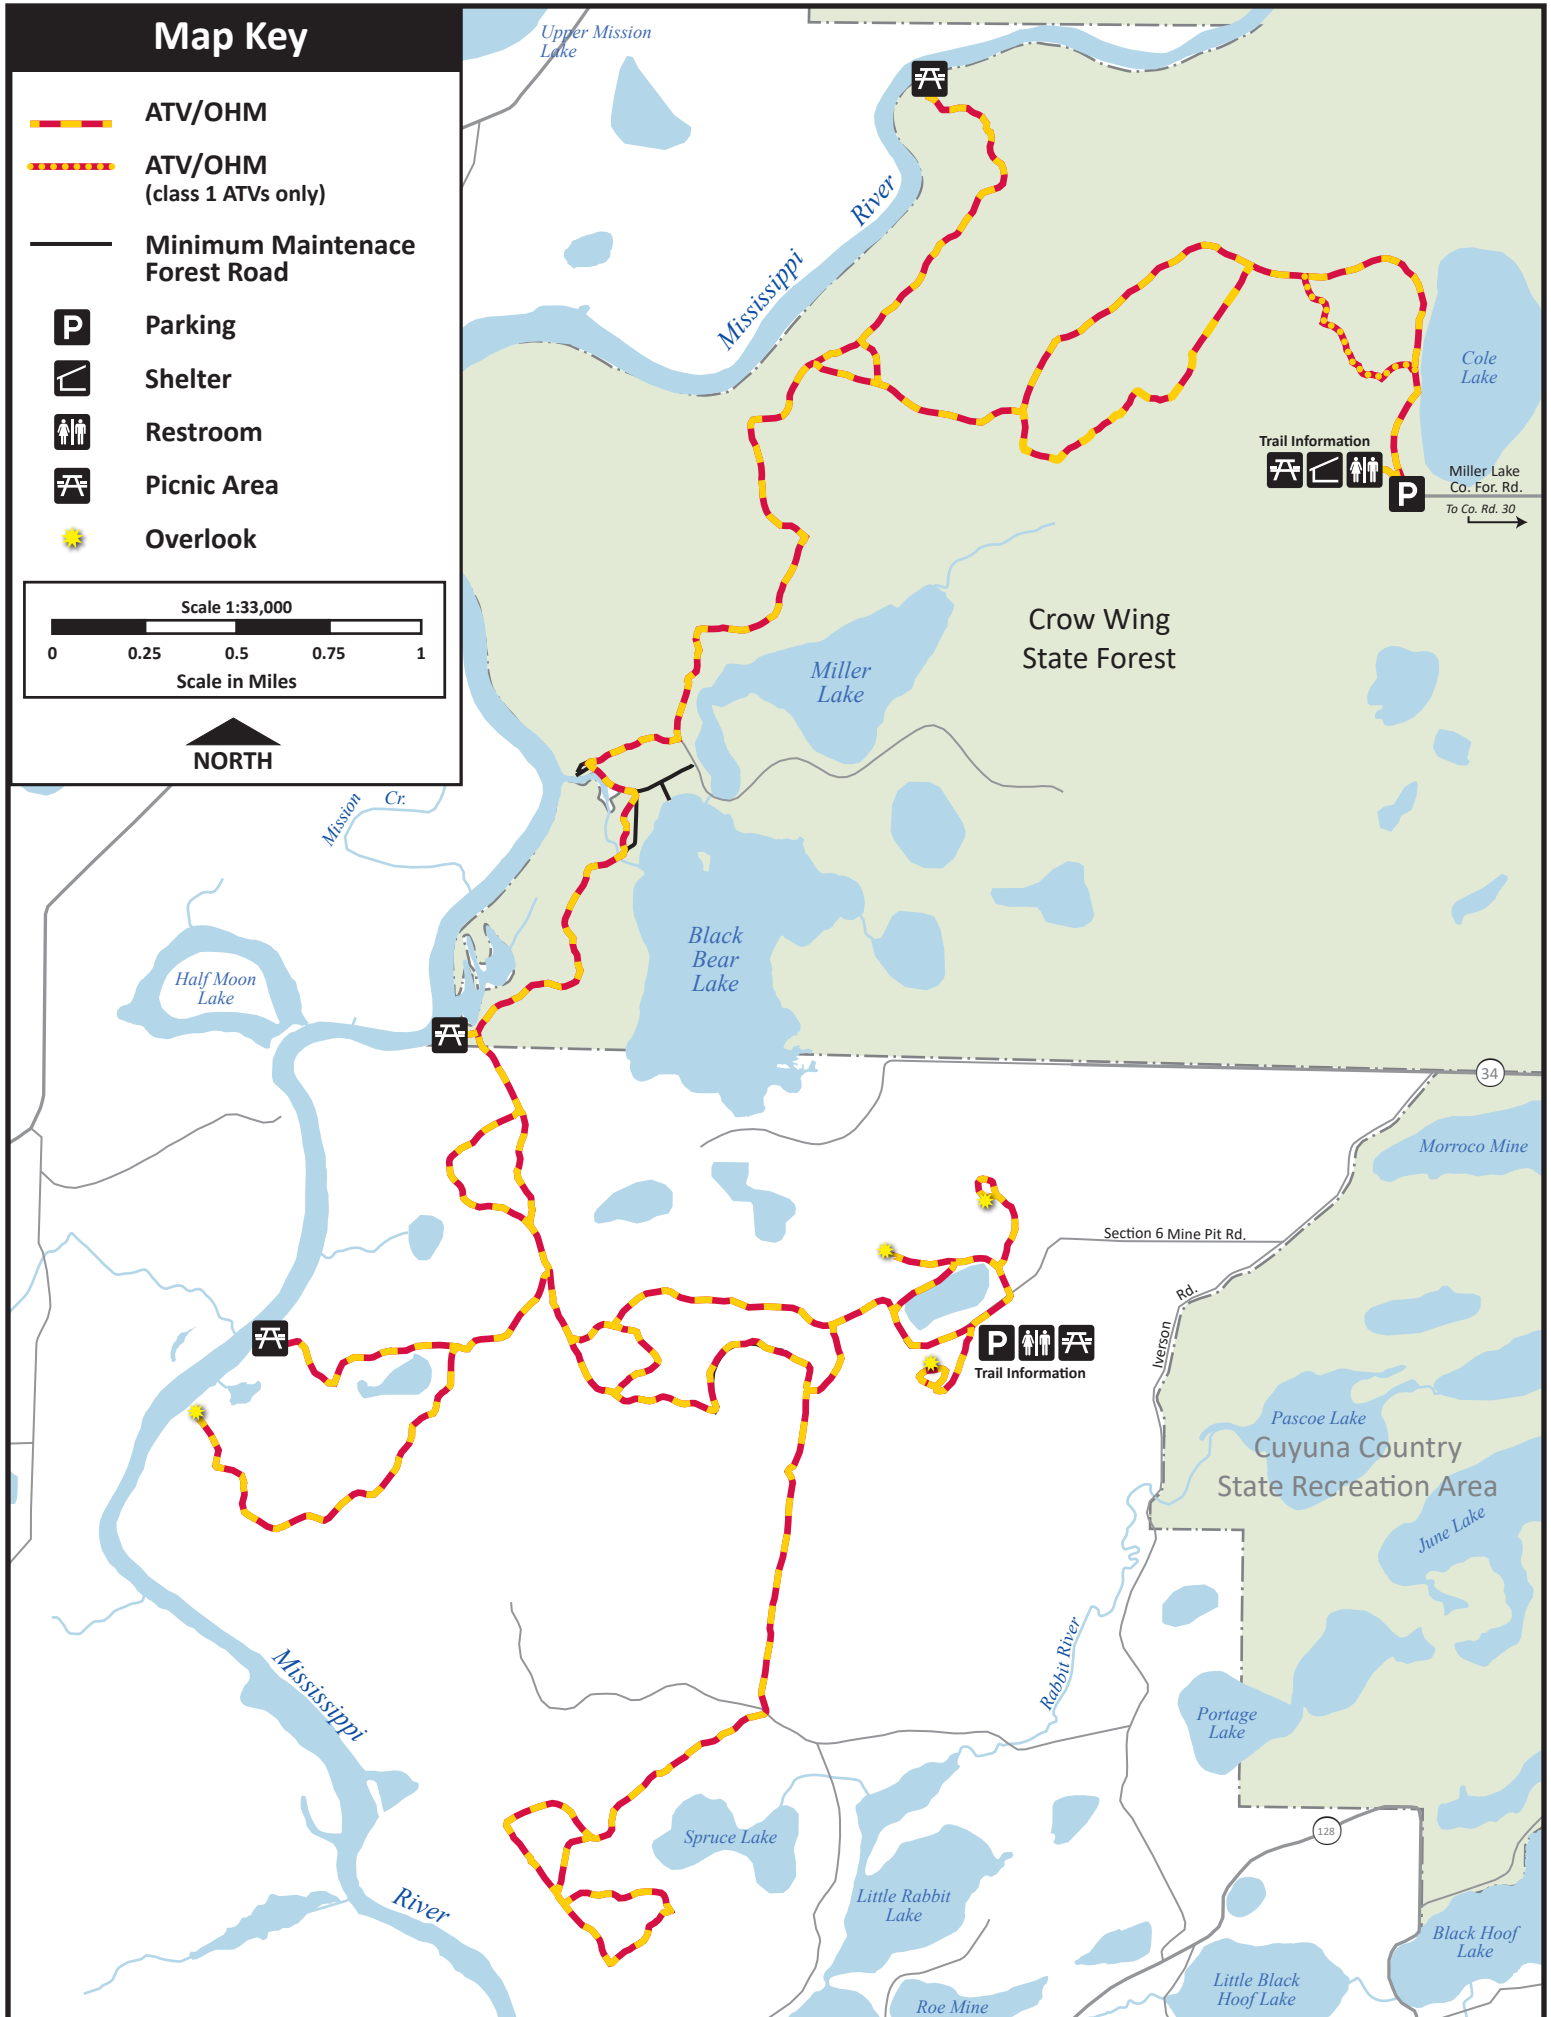 Map Key
ATV/OHM
ATV/OHM
(class 1 ATVs only)
Minimum Maintenace
Forest Road
P
Parking
Shelter
Restroom
Picnic Area
Overlook
Scale 1:33,000
0 0.25 0.5 0.75 1
Scale in Miles
NORTH
Upper Mission
Lake
Mississippi
River
Cole
Lake
Trail Information
P
Miller Lake
Co. For. Rd.
To Co. Rd. 30
Crow Wing
State Forest
Miller
Lake
Mission
Cr.
Black
Bear
Lake
Half Moon
Lake
34
Morroco Mine
Section 6 Mine Pit Rd.
Iverson
Rd.
P
Trail Information
Pascoe Lake
Cuyuna Country
State Recreation Area
June Lake
Rabbit River
Mississippi
River
Portage
Lake
128
Spruce Lake
Little Rabbit
Lake
Black Hoof
Lake
Little Black
Hoof Lake
Roe Mine